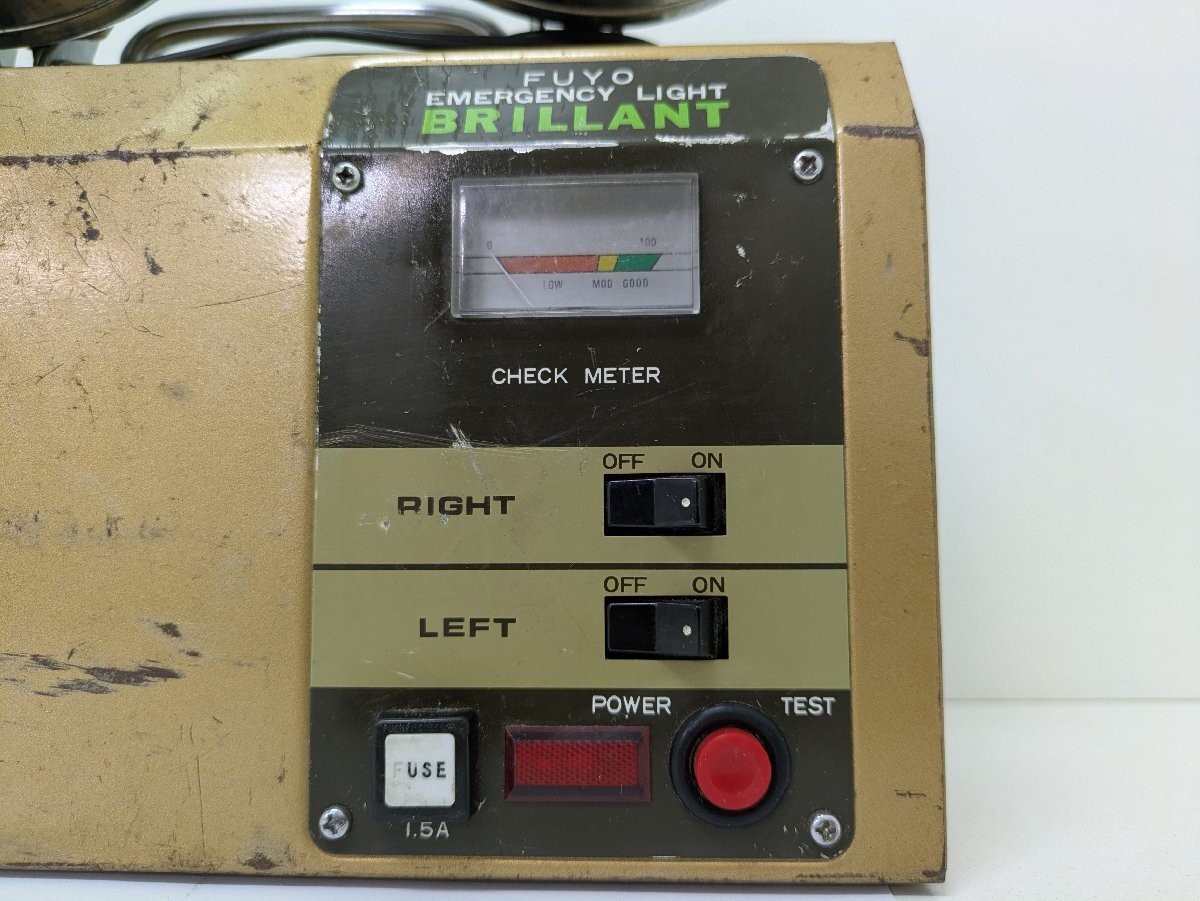 FUYO
EMERGENCY LIGHT
BRILLANT
0 100
LOW MOD GOOD
CHECK METER
OFF ON
RIGHT
OFF ON
LEFT
POWER TEST
FUSE
1.5A